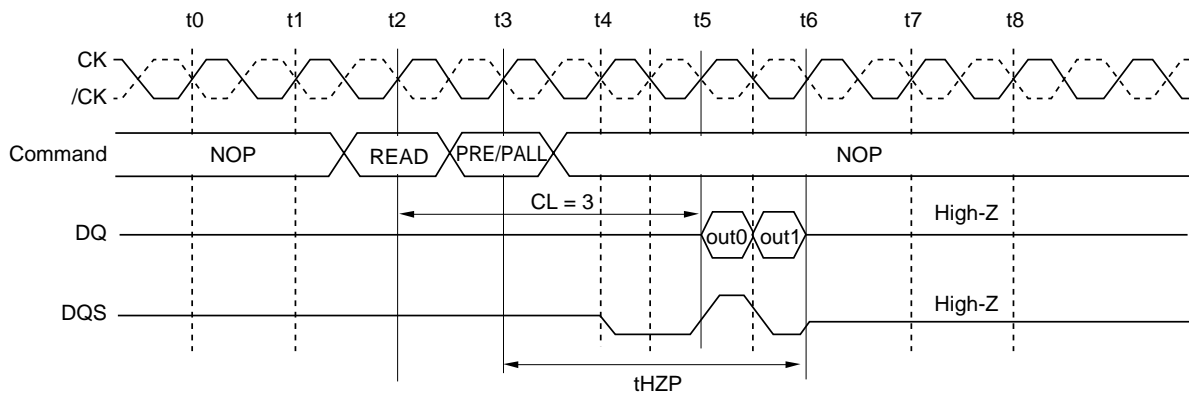 t0 t1 t2 t3 t4 t5 t6 t7 t8
CK
/CK
Command NOP READ PRE/PALL NOP
CL = 3
DQ out0 out1 High-Z
DQS High-Z
tHZP